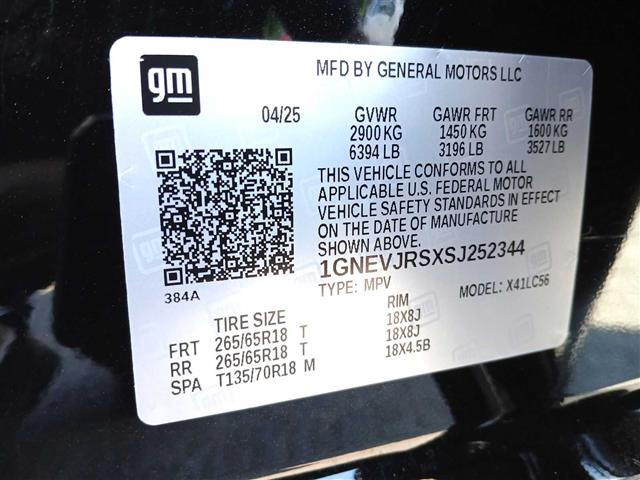 gm
MFD BY GENERAL MOTORS LLC
04/25 GVWR GAWR FRT GAWR RR
2900 KG 1450 KG 1600 KG
6394 LB 3196 LB 3527 LB
THIS VEHICLE CONFORMS TO ALL
APPLICABLE U.S. FEDERAL MOTOR
VEHICLE SAFETY STANDARDS IN EFFECT
ON THE DATE OF MANUFACTURE
SHOWN ABOVE.
1GNEVJRSXSJ252344
384A TYPE: MPV MODEL: X41LC56
TIRE SIZE RIM
FRT 265/65R18 T 18X8J
RR 265/65R18 T 18X8J
SPA T135/70R18 M 18X4.5B